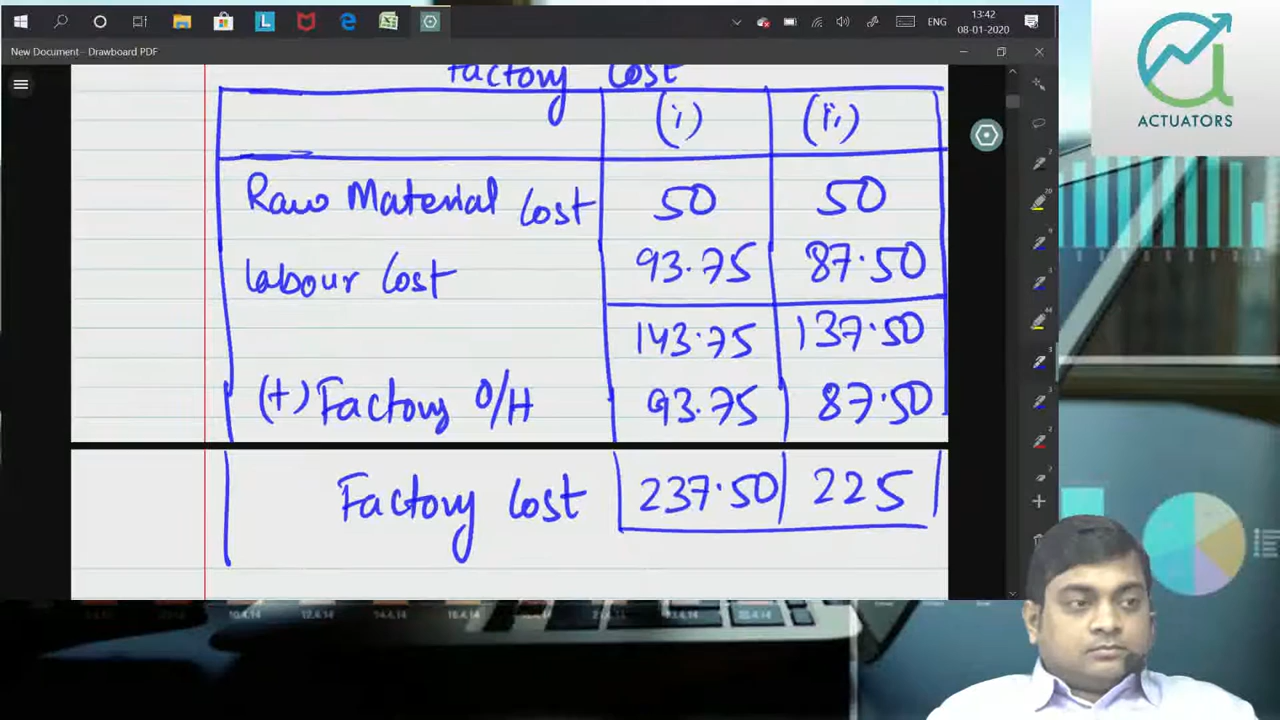 13:42
ENG
08-01-2020
New Document - Drawboard PDF
ACTUATORS
Factory Cost
(i) (ii)
Raw Material Cost 50 50
Labour Cost 93.75 87.50
143.75 137.50
(+) Factory O/H 93.75 87.50
Factory Cost 237.50 225